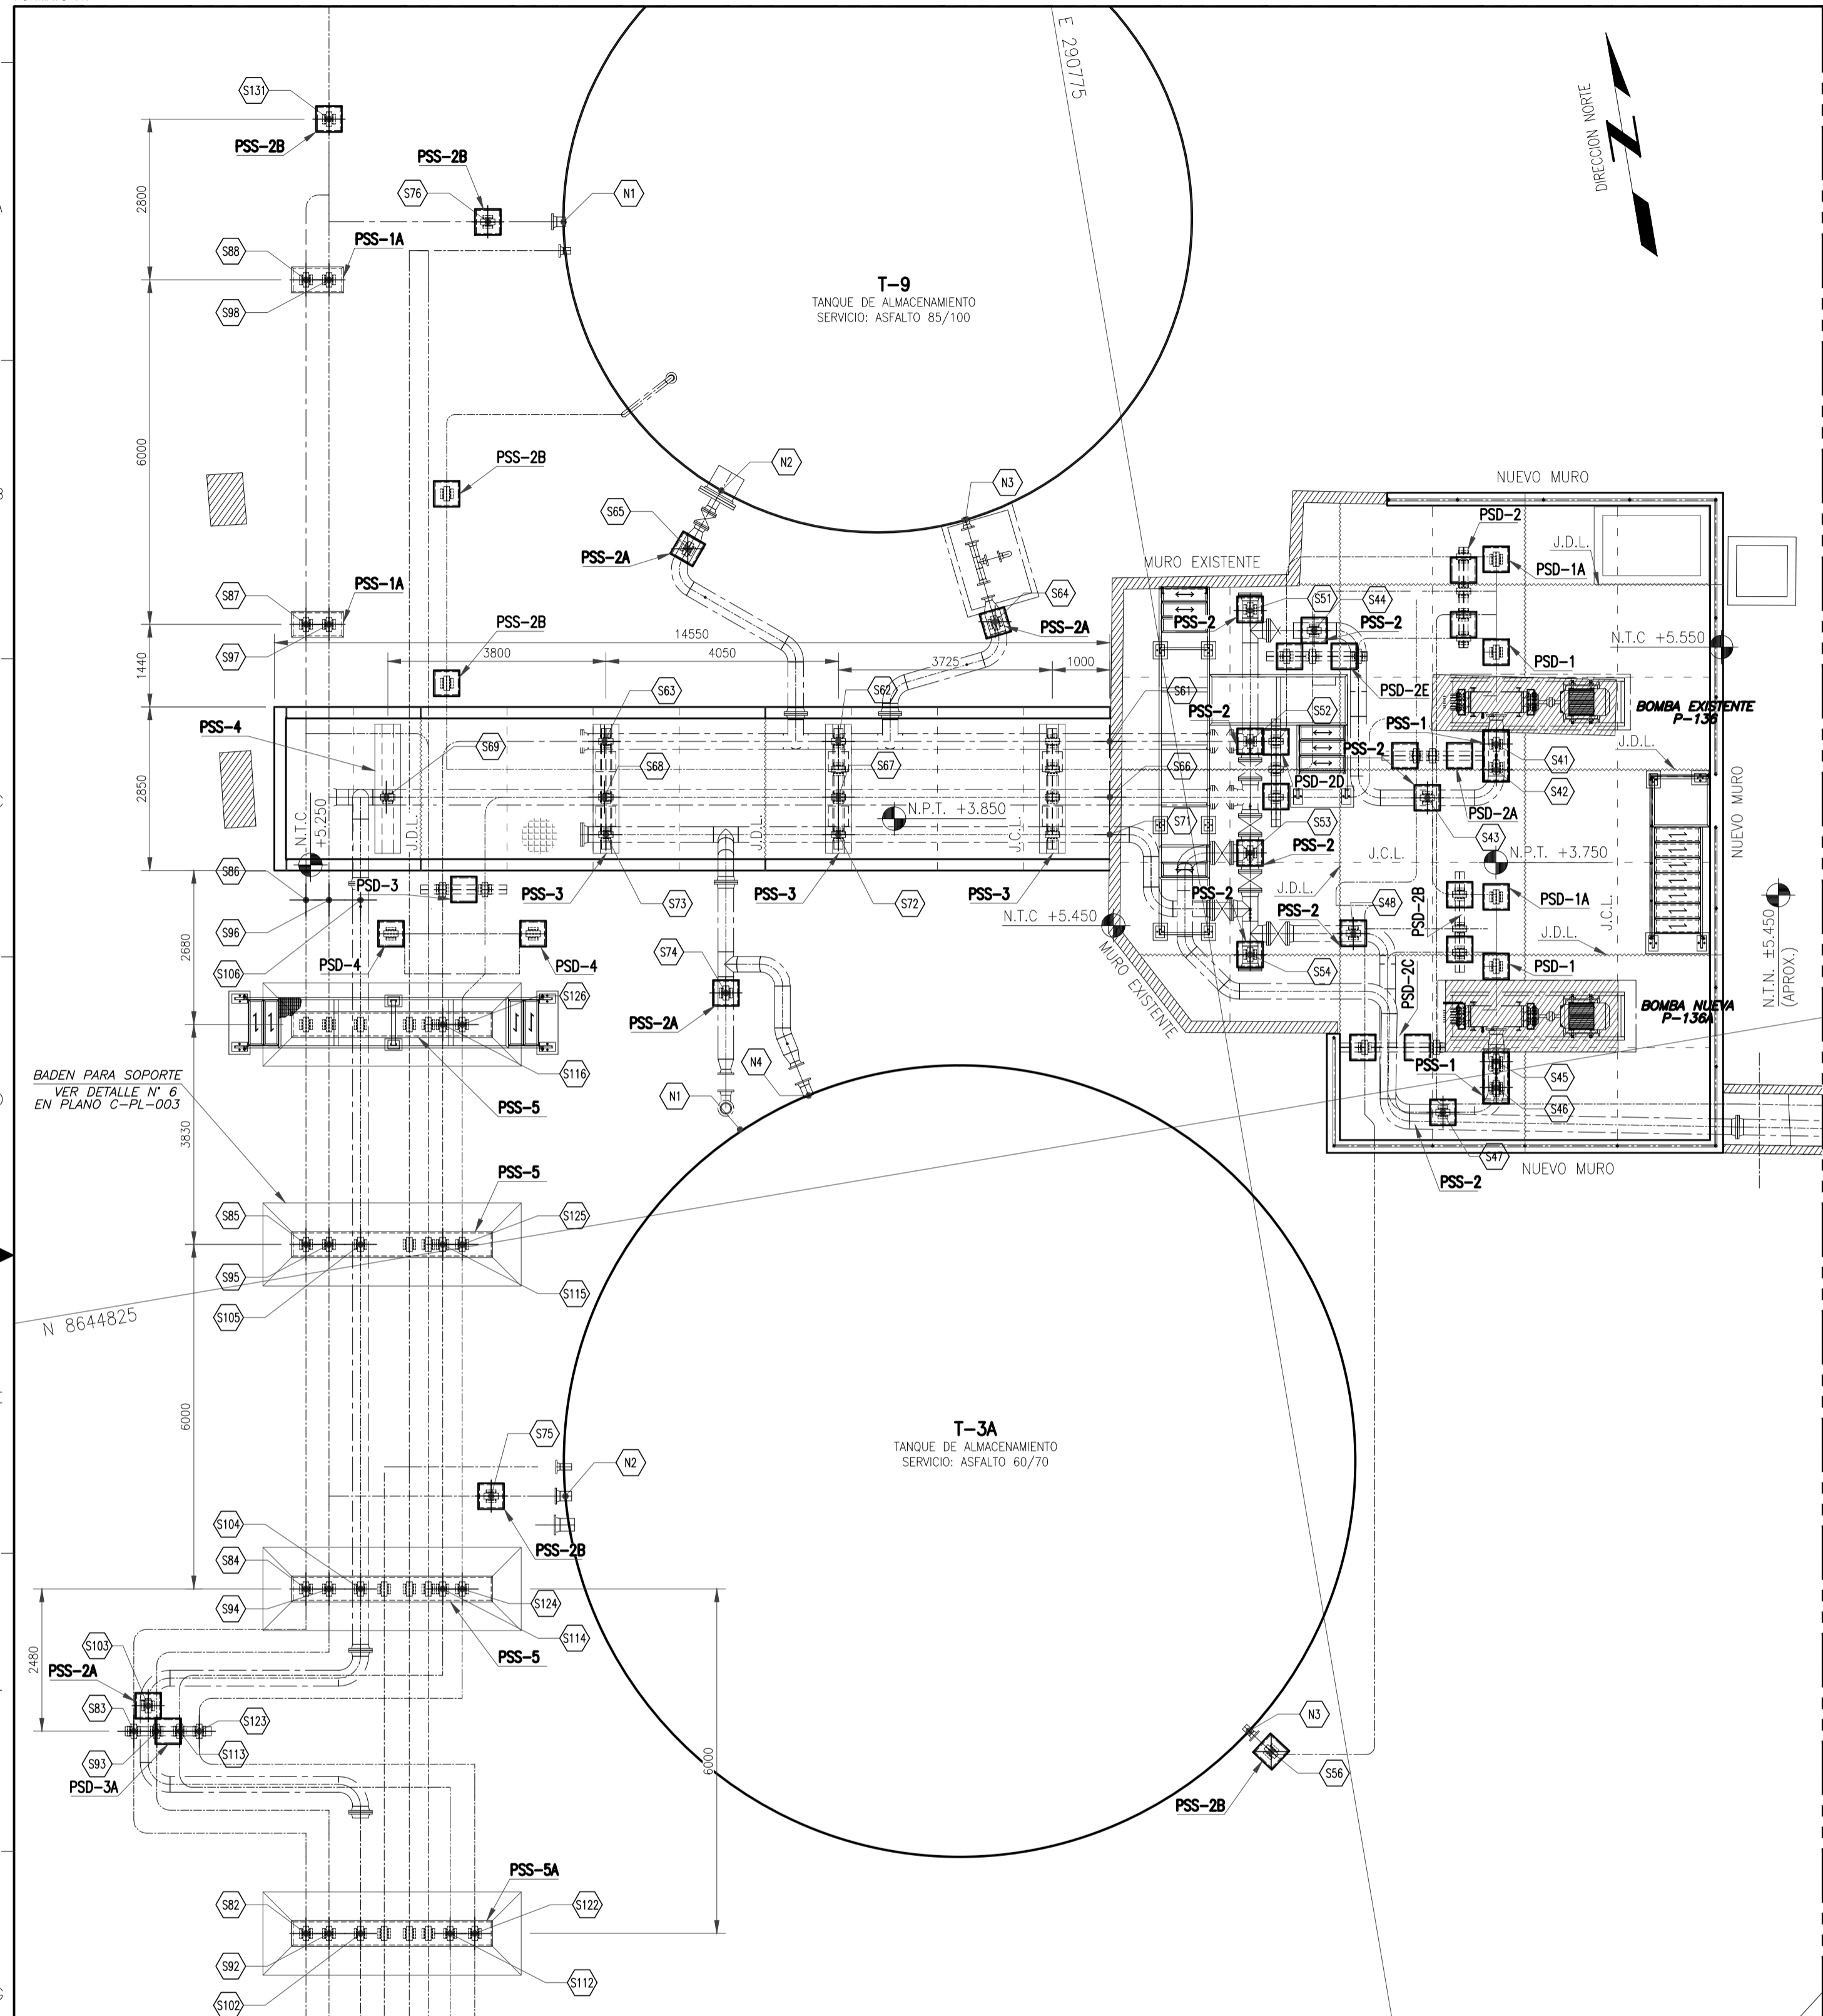 E 290775
DIRECCION NORTE
S131
PSS-2B
PSS-2B
2800
S76
N1
PSS-1A
S88
S98
T-9
TANQUE DE ALMACENAMIENTO
SERVICIO: ASFALTO 85/100
6000
PSS-2B
N2
N3
S65
PSS-2A
NUEVO MURO
PSD-2
J.D.L.
MURO EXISTENTE
PSD-1A
S87
PSS-1A
PSS-2B
S64
PSS-2A
S51
S44
PSS-2
PSS-2
N.T.C +5.550
S97
14550
3800
4050
3725
1000
1440
PSD-1
PSD-2E
S63
S62
S61
PSS-2
S52
PSS-1
BOMBA EXISTENTE
P-136
PSS-4
S69
PSS-2
J.D.L.
S68
S67
S66
S41
PSD-2D
S42
PSD-2A
2850
N.T.C.
+5.250
J.D.L.
J.D.L.
N.P.T. +3.850
J.C.L.
S71
S53
S43
NUEVO MURO
NUEVO MURO
PSS-2
J.C.L.
N.P.T. +3.750
S86
PSD-3
PSS-3
PSS-3
PSS-3
S73
S72
PSS-2
J.D.L.
PSD-2B
PSD-1A
J.C.L.
S96
N.T.C +5.450
PSS-2
S48
J.D.L.
N.T.N. ±5.450
(APROX.)
2680
PSD-4
PSD-4
S106
S74
MURO EXISTENTE
S54
PSD-1
PSD-2C
S126
PSS-2A
BOMBA NUEVA
P-136A
BADEN PARA SOPORTE
VER DETALLE N° 6
EN PLANO C-PL-003
S116
PSS-1
S45
PSS-5
N1
N4
S46
3830
S47
NUEVO MURO
PSS-5
PSS-2
S85
S125
S95
S115
S105
N 8644825
6000
T-3A
TANQUE DE ALMACENAMIENTO
SERVICIO: ASFALTO 60/70
S75
N2
S104
PSS-2B
S84
S94
S124
S114
2480
S103
PSS-5
PSS-2A
S83
S123
S93
S113
PSD-3A
6000
N3
S56
PSS-2B
PSS-5A
S82
S122
S92
S112
S102